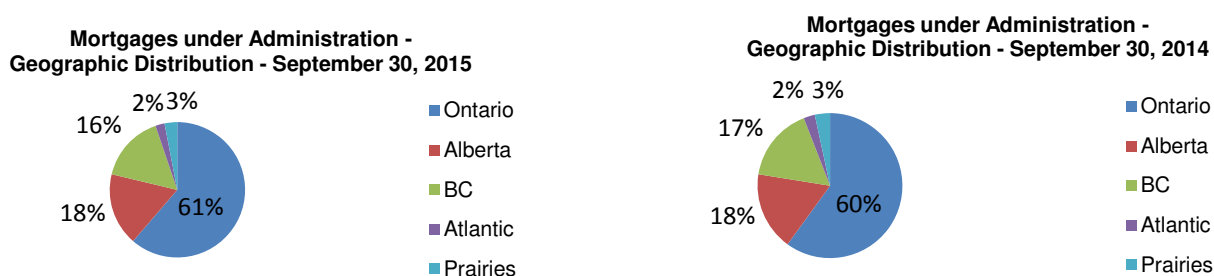 Mortgages under Administration -
Geographic Distribution - September 30, 2015
2% 3%
16%
18%
61%
Ontario
Alberta
BC
Atlantic
Prairies
Mortgages under Administration -
Geographic Distribution - September 30, 2014
2% 3%
17%
18%
60%
Ontario
Alberta
BC
Atlantic
Prairies